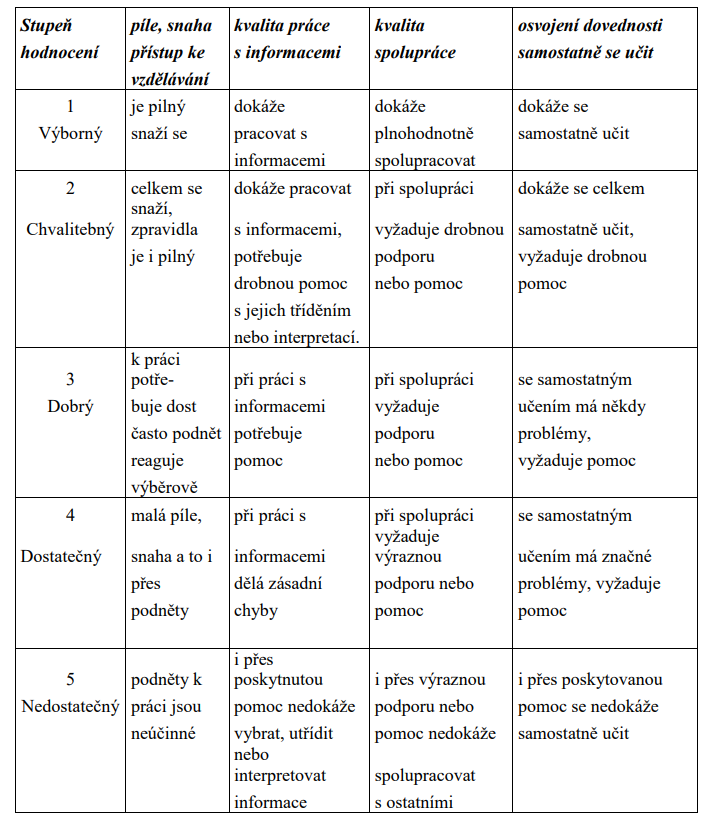 Stupeň
hodnocení
píle, snaha
přístup ke
vzdělávání
kvalita práce
s informacemi
kvalita
spolupráce
osvojení dovednosti
samostatně se učit
1
Výborný
je pilný
snaží se
dokáže
pracovat s
informacemi
dokáže
plnohodnotně
spolupracovat
dokáže se
samostatně učit
2
Chvalitebný
celkem se
snaží,
zpravidla
je i pilný
dokáže pracovat
s informacemi,
potřebuje
drobnou pomoc
s jejich tříděním
nebo interpretací.
při spolupráci
vyžaduje drobnou
podporu
nebo pomoc
dokáže se celkem
samostatně učit,
vyžaduje drobnou
pomoc
3
Dobrý
k práci
potře-
buje dost
často podnět
reaguje
výběrově
při práci s
informacemi
potřebuje
pomoc
při spolupráci
vyžaduje
podporu
nebo pomoc
se samostatným
učením má někdy
problémy,
vyžaduje pomoc
4
Dostatečný
malá píle,
snaha a to i
přes
podněty
při práci s
informacemi
dělá zásadní
chyby
při spolupráci
vyžaduje
výraznou
podporu nebo
pomoc
se samostatným
učením má značné
problémy, vyžaduje
pomoc
5
Nedostatečný
podněty k
práci jsou
neúčinné
i přes
poskytnutou
pomoc nedokáže
vybrat, utřídit
nebo
interpretovat
informace
i přes výraznou
podporu nebo
pomoc nedokáže
spolupracovat
s ostatními
i přes poskytovanou
pomoc se nedokáže
samostatně učit